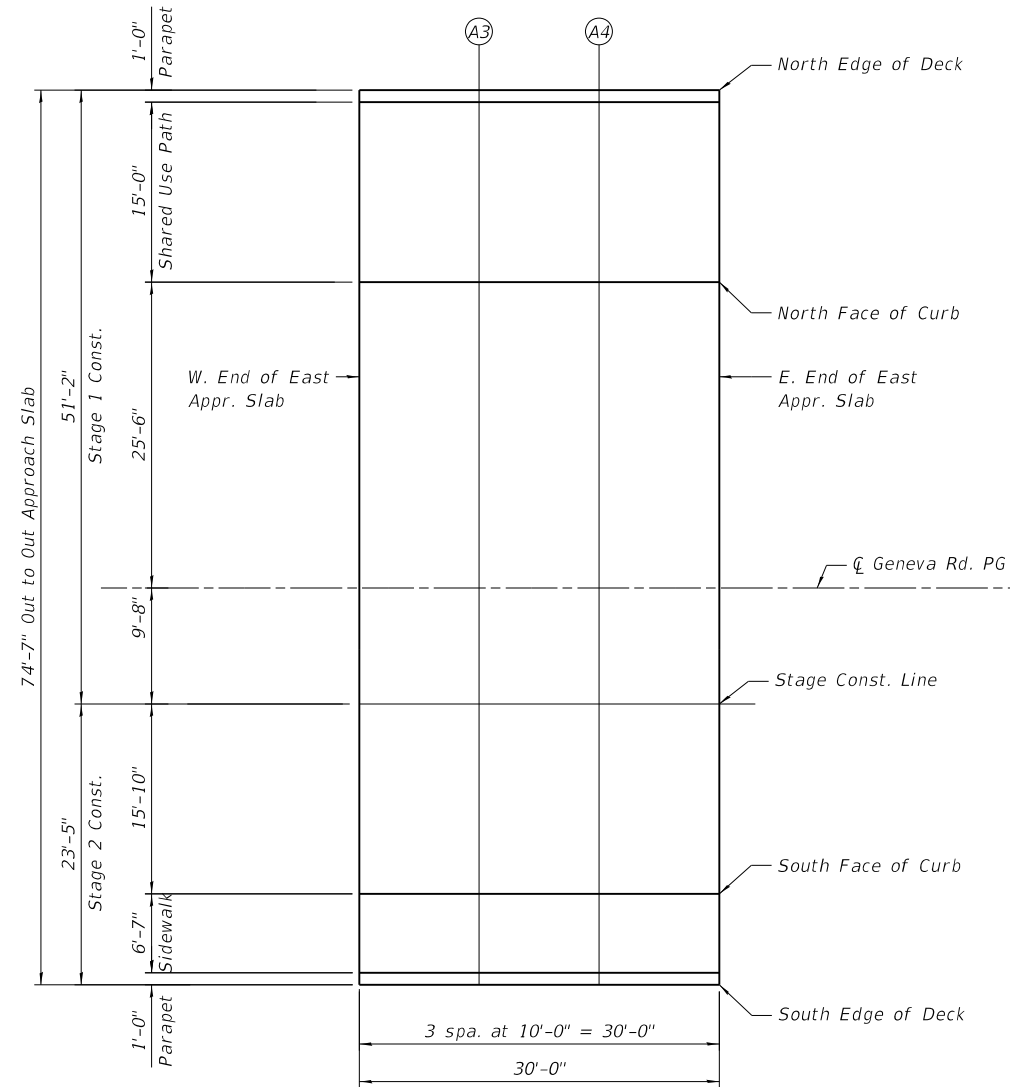 A3
A4
1'-0"
Parapet
North Edge of Deck
15'-0"
Shared Use Path
North Face of Curb
W. End of East
Appr. Slab
E. End of East
Appr. Slab
74'-7" Out to Out Approach Slab
51'-2"
Stage 1 Const.
25'-6"
℄ Geneva Rd. PG
9'-8"
Stage Const. Line
23'-5"
Stage 2 Const.
15'-10"
South Face of Curb
6'-7"
Sidewalk
1'-0"
Parapet
South Edge of Deck
3 spa. at 10'-0" = 30'-0"
30'-0"